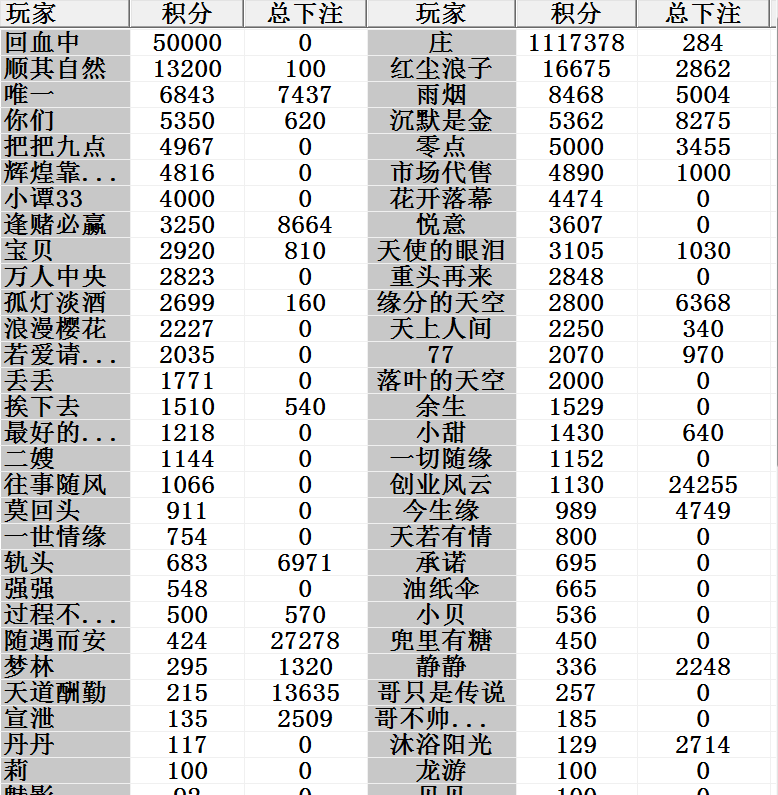 玩家 积分 总下注 玩家 积分 总下注
回血中 50000 0 庄 1117378 284
顺其自然 13200 100 红尘浪子 16675 2862
唯一 6843 7437 雨烟 8468 5004
你们 5350 620 沉默是金 5362 8275
把把九点 4967 0 零点 5000 3455
辉煌靠... 4816 0 市场代售 4890 1000
小谭33 4000 0 花开落幕 4474 0
逢赌必赢 3250 8664 悦意 3607 0
宝贝 2920 810 天使的眼泪 3105 1030
万人中央 2823 0 重头再来 2848 0
孤灯淡酒 2699 160 缘分的天空 2800 6368
浪漫樱花 2227 0 天上人间 2250 340
若爱请... 2035 0 77 2070 970
丢丢 1771 0 落叶的天空 2000 0
挨下去 1510 540 余生 1529 0
最好的... 1218 0 小甜 1430 640
二嫂 1144 0 一切随缘 1152 0
往事随风 1066 0 创业风云 1130 24255
莫回头 911 0 今生缘 989 4749
一世情缘 754 0 天若有情 800 0
轨头 683 6971 承诺 695 0
强强 548 0 油纸伞 665 0
过程不... 500 570 小贝 536 0
随遇而安 424 27278 兜里有糖 450 0
梦林 295 1320 静静 336 2248
天道酬勤 215 13635 哥只是传说 257 0
宣泄 135 2509 哥不帅... 185 0
丹丹 117 0 沐浴阳光 129 2714
莉 100 0 龙游 100 0